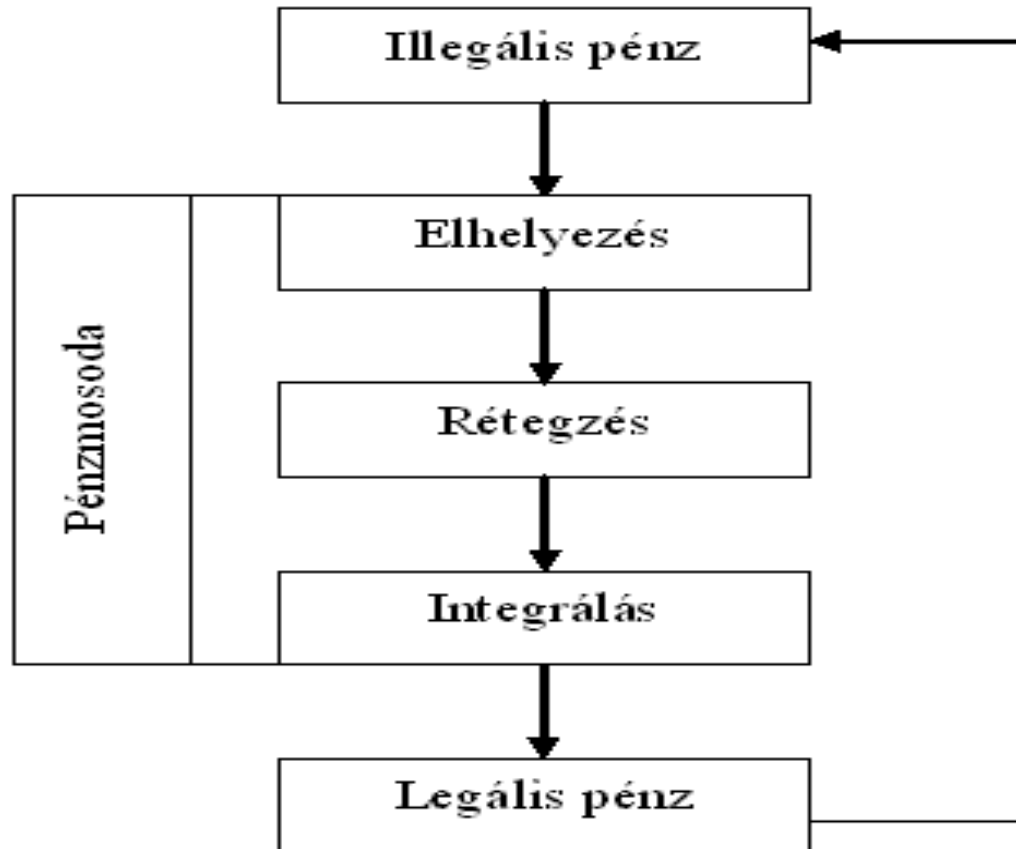 Illegális pénz
Elhelyezés
Pénzmosoda
Rétegzés
Integrálás
Legális pénz